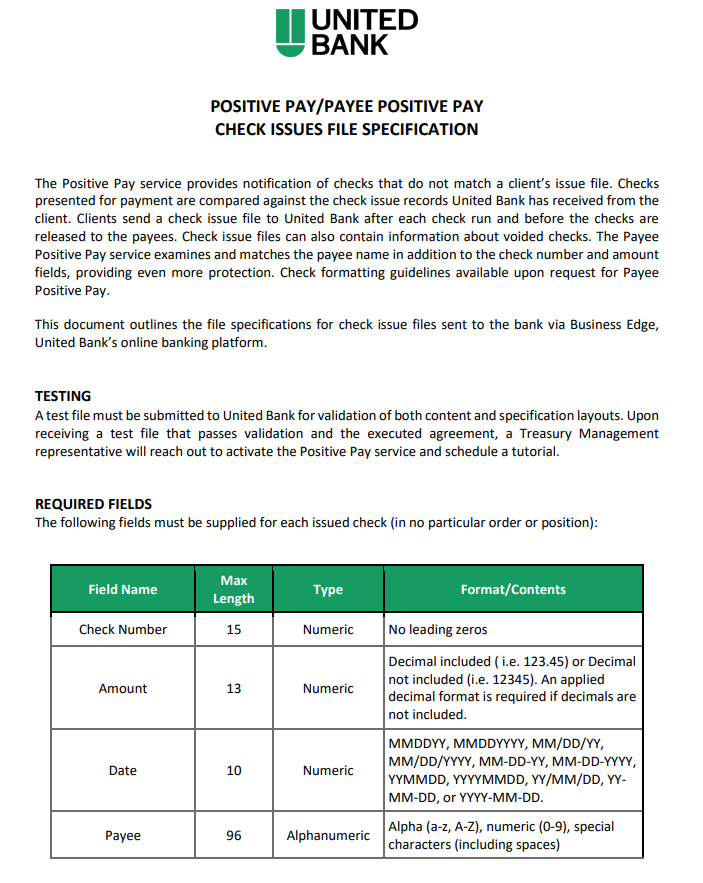 UNITED
BANK
POSITIVE PAY/PAYEE POSITIVE PAY
CHECK ISSUES FILE SPECIFICATION
The Positive Pay service provides notification of checks that do not match a client’s issue file. Checks
presented for payment are compared against the check issue records United Bank has received from the
client. Clients send a check issue file to United Bank after each check run and before the checks are
released to the payees. Check issue files can also contain information about voided checks. The Payee
Positive Pay service examines and matches the payee name in addition to the check number and amount
fields, providing even more protection. Check formatting guidelines available upon request for Payee
Positive Pay.
This document outlines the file specifications for check issue files sent to the bank via Business Edge,
United Bank’s online banking platform.
TESTING
A test file must be submitted to United Bank for validation of both content and specification layouts. Upon
receiving a test file that passes validation and the executed agreement, a Treasury Management
representative will reach out to activate the Positive Pay service and schedule a tutorial.
REQUIRED FIELDS
The following fields must be supplied for each issued check (in no particular order or position):
Field Name
Max
Length
Type
Format/Contents
Check Number
15
Numeric
No leading zeros
Amount
13
Numeric
Decimal included ( i.e. 123.45) or Decimal
not included (i.e. 12345). An applied
decimal format is required if decimals are
not included.
Date
10
Numeric
MMDDYY, MMDDYYYY, MM/DD/YY,
MM/DD/YYYY, MM-DD-YY, MM-DD-YYYY,
YYMMDD, YYYYMMDD, YY/MM/DD, YY-
MM-DD, or YYYY-MM-DD.
Payee
96
Alphanumeric
Alpha (a-z, A-Z), numeric (0-9), special
characters (including spaces)